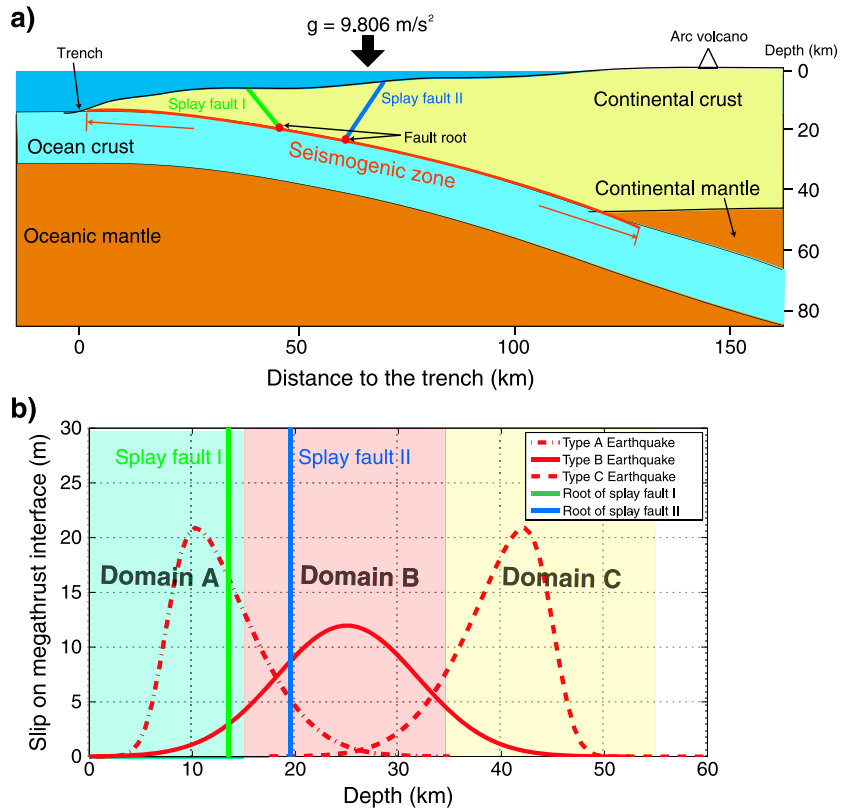 a)
g = 9.806 m/s²
Trench
Arc volcano
Depth (km)
0
Splay fault I
Splay fault II
Continental crust
Fault root
20
Ocean crust
Seismogenic zone
40
Continental mantle
Oceanic mantle
60
80
0
50
100
150
Distance to the trench (km)
b)
Slip on megathrust interface (m)
30
25
20
15
10
5
0
Splay fault I
Splay fault II
Type A Earthquake
Type B Earthquake
Type C Earthquake
Root of splay fault I
Root of splay fault II
Domain A
Domain B
Domain C
0
10
20
30
40
50
60
Depth (km)